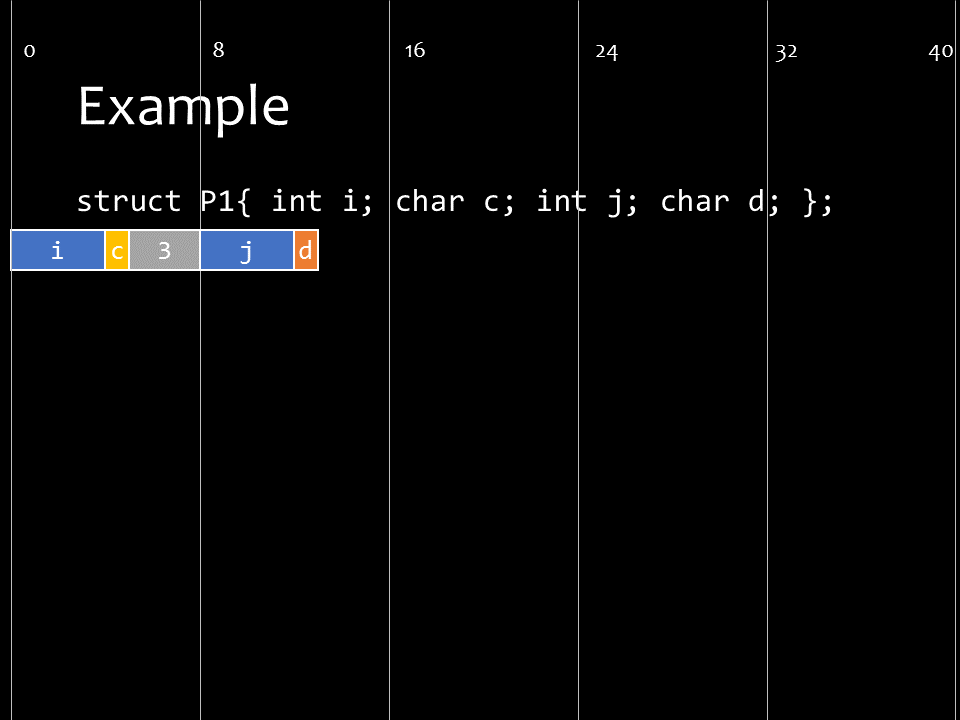 0 8 16 24 32 40
Example
struct P1{ int i; char c; int j; char d; };
i c 3 j d